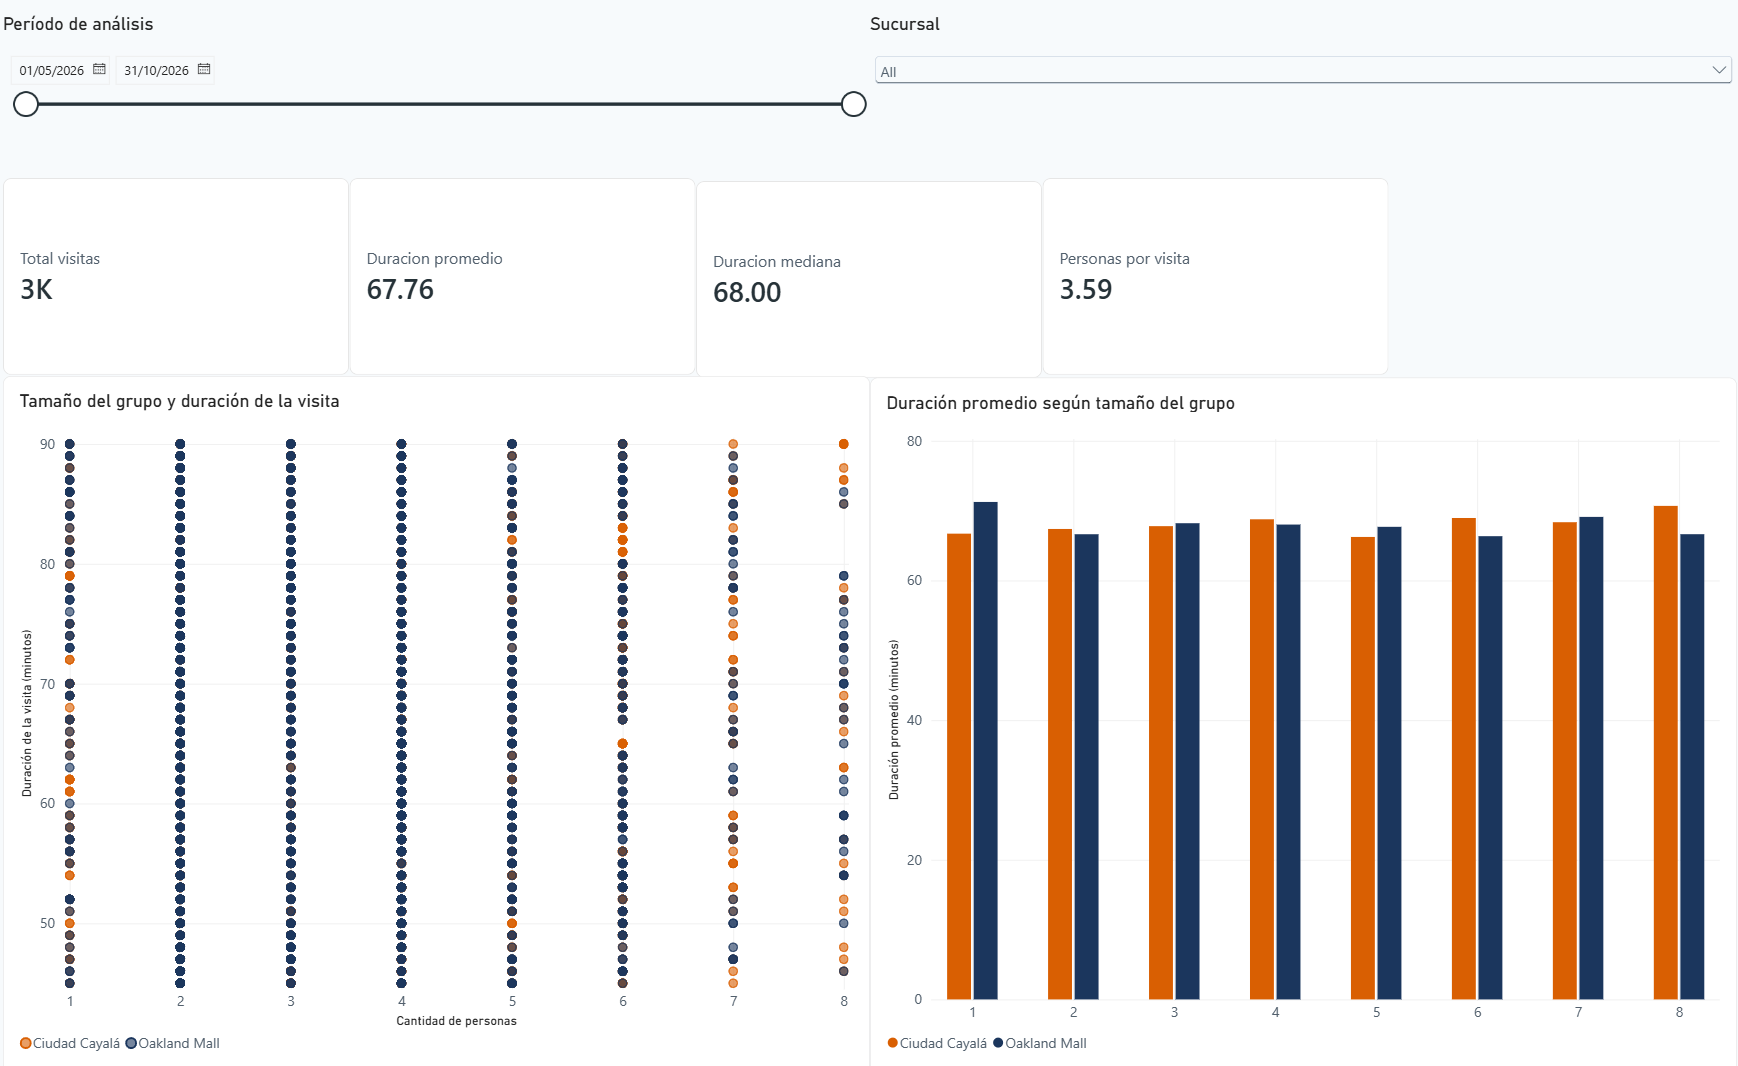 Período de análisis
Sucursal
01/05/2026
31/10/2026
All
Total visitas
3K
Duracion promedio
67.76
Duracion mediana
68.00
Personas por visita
3.59
Tamaño del grupo y duración de la visita
Duración de la visita (minutos)
90
80
70
60
50
1 2 3 4 5 6 7 8
Cantidad de personas
Ciudad Cayalá Oakland Mall
Duración promedio según tamaño del grupo
Duración promedio (minutos)
80
60
40
20
0
1 2 3 4 5 6 7 8
Ciudad Cayalá Oakland Mall